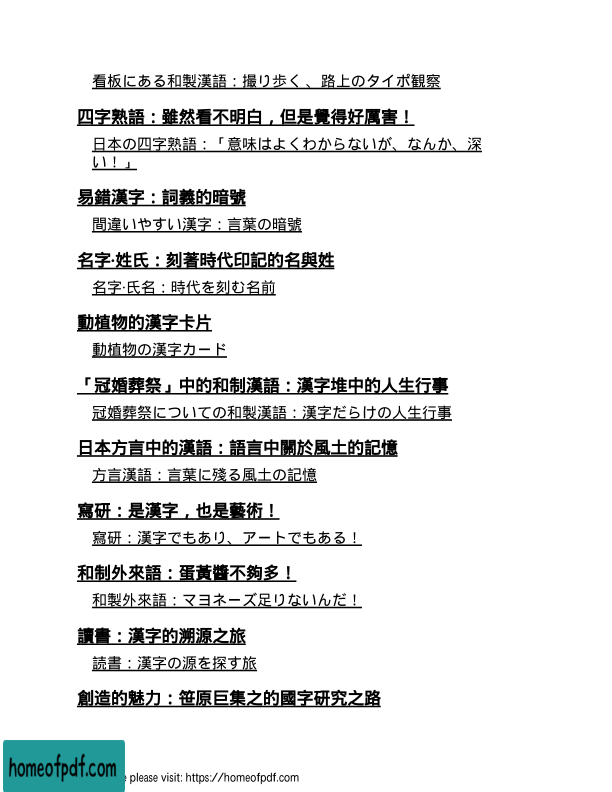 看板にある和製漢語：撮り歩く、路上のタイポ観察
四字熟語：雖然看不明白，但是覺得好厲害！
日本の四字熟語：「意味はよくわからないが、なんか、深
い！」
易錯漢字：詞義的暗號
間違いやすい漢字：言葉の暗號
名字·姓氏：刻著時代印記的名與姓
名字·氏名：時代を刻む名前
動植物的漢字卡片
動植物の漢字カード
「冠婚葬祭」中的和制漢語：漢字堆中的人生行事
冠婚葬祭についての和製漢語：漢字だらけの人生行事
日本方言中的漢語：語言中關於風土的記憶
方言漢語：言葉に殘る風土の記憶
寫研：是漢字，也是藝術！
寫研：漢字でもあり、アートでもある！
和制外來語：蛋黃醬不夠多！
和製外來語：マヨネーズ足りないんだ！
讀書：漢字的溯源之旅
読書：漢字の源を探す旅
創造的魅力：笹原巨集之的國字研究之路
homeofpdf.com
e please visit: https://homeofpdf.com